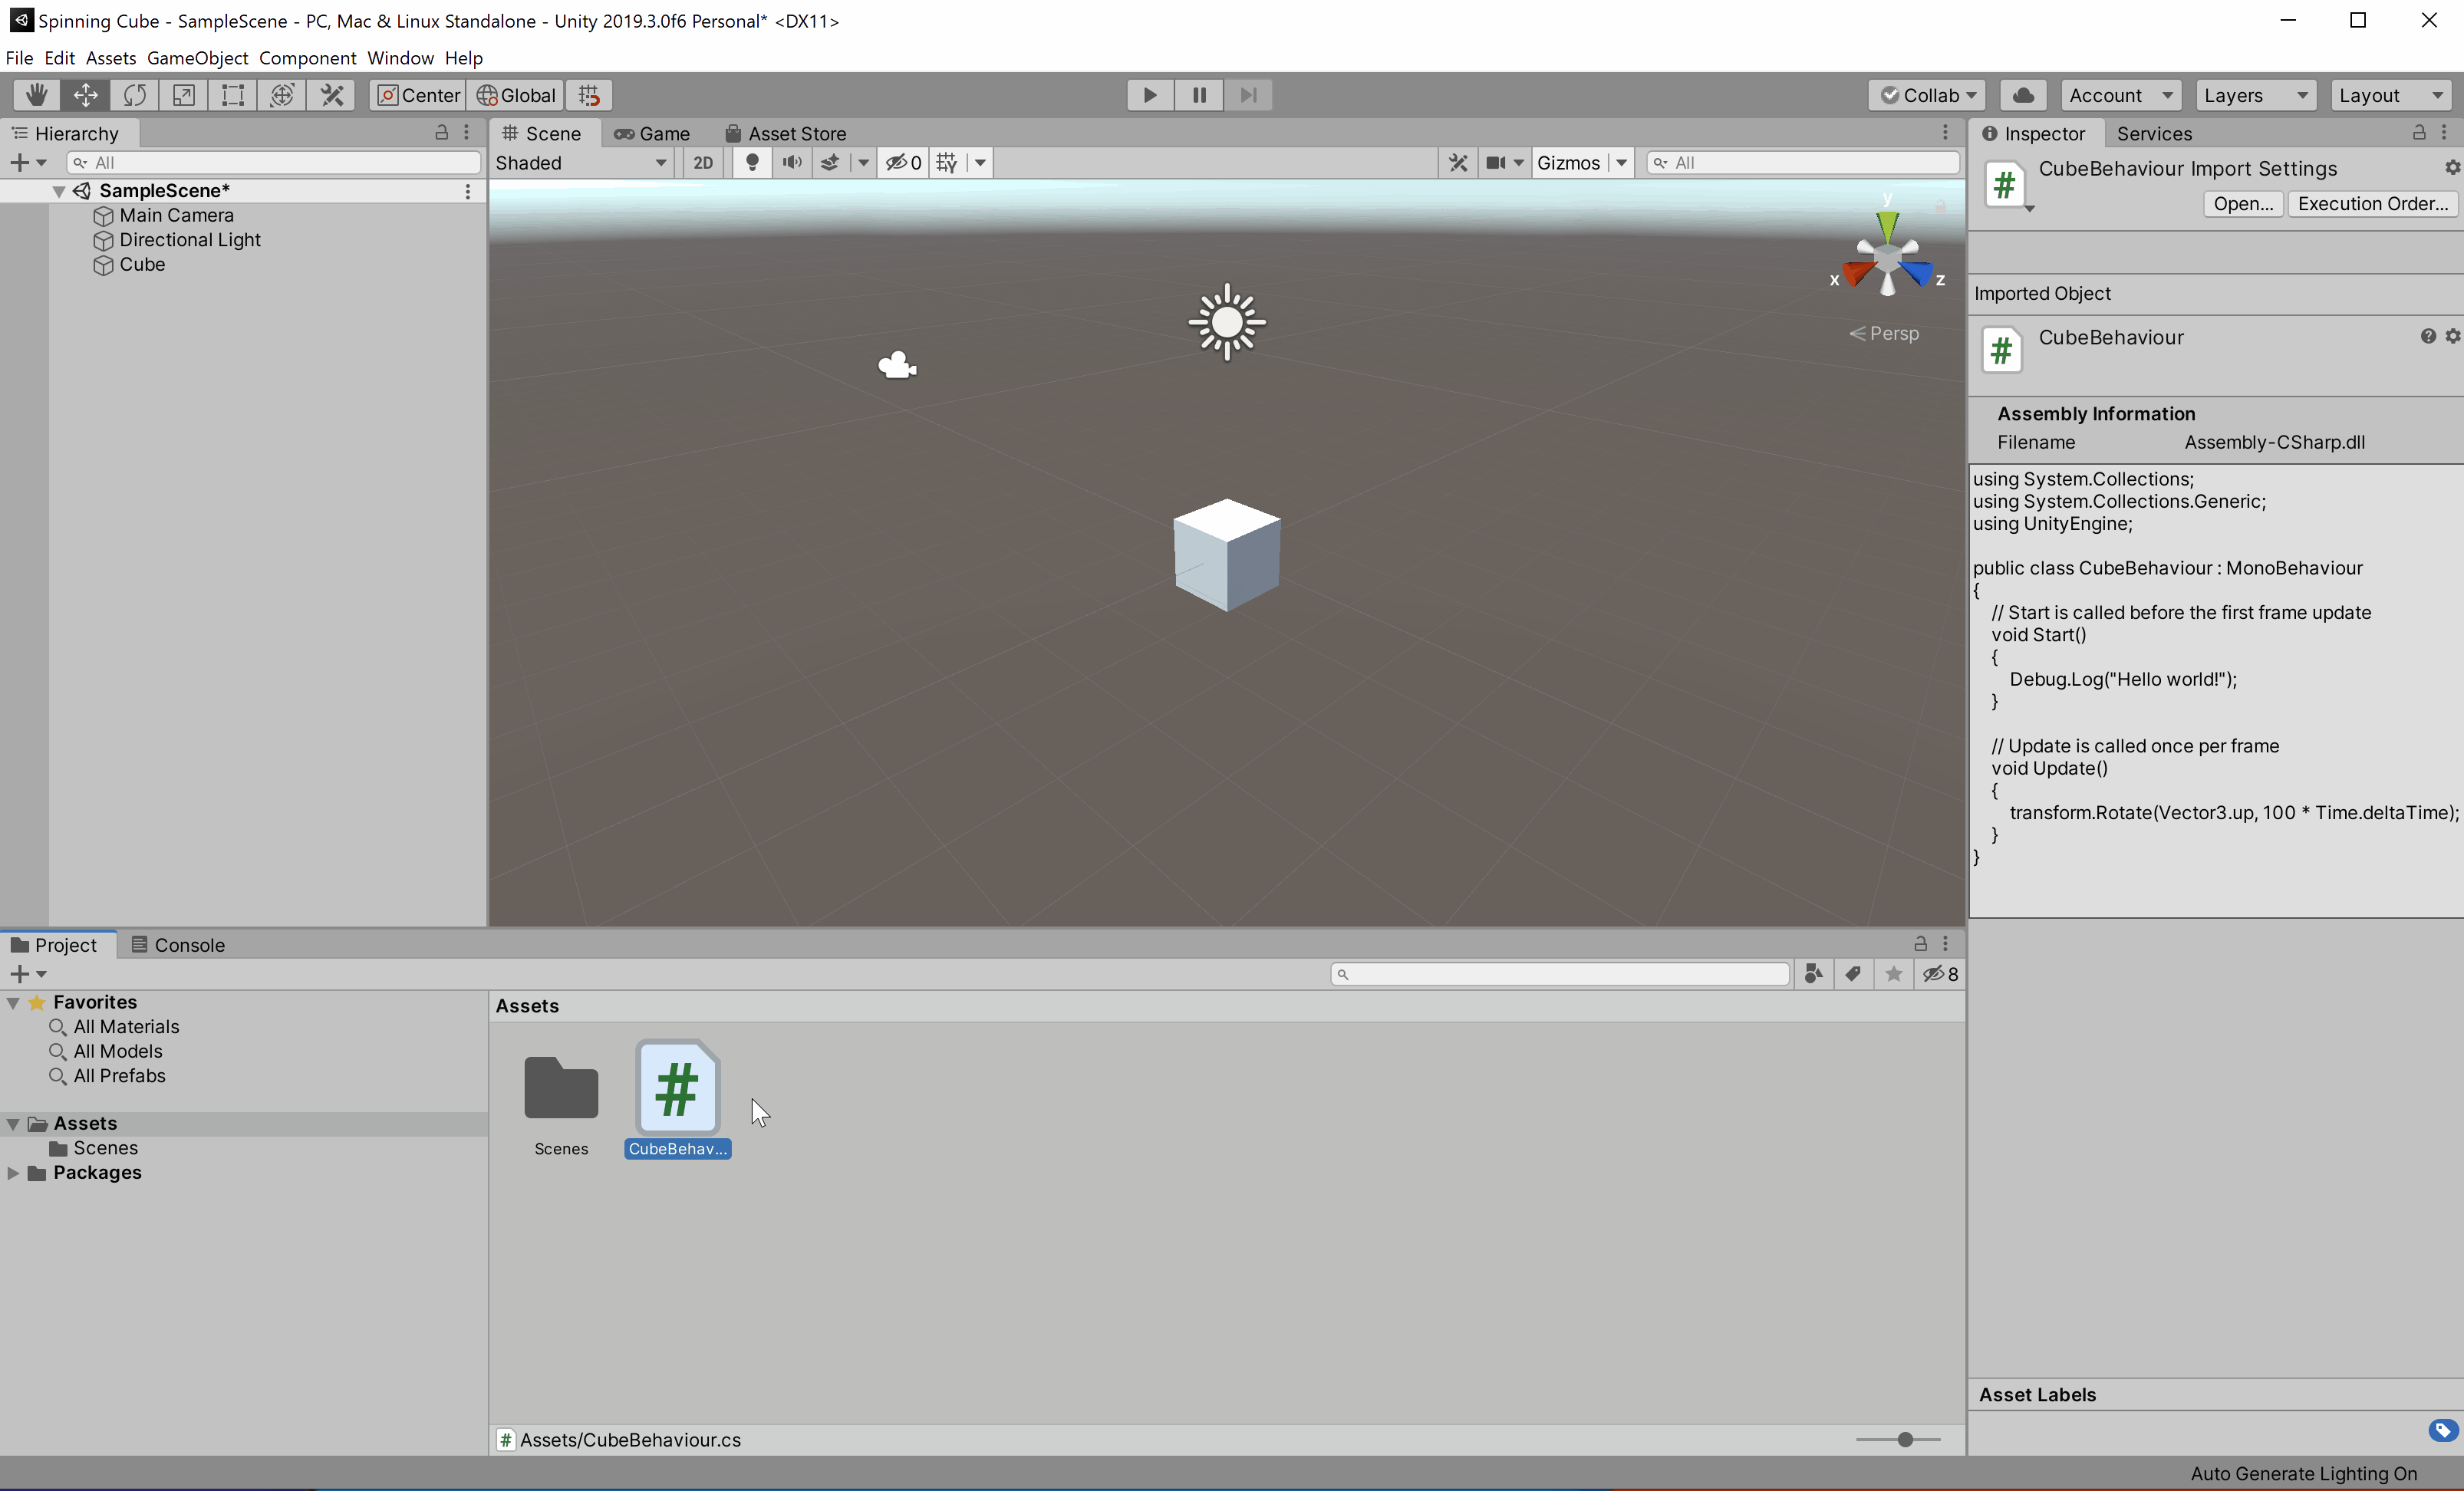 Spinning Cube - SampleScene - PC, Mac & Linux Standalone - Unity 2019.3.0f6 Personal* <DX11>
File Edit Assets GameObject Component Window Help
Center Global Collab Account Layers Layout
Hierarchy
All
SampleScene*
Main Camera
Directional Light
Cube
Scene Game Asset Store
Shaded 2D 0 Gizmos All
y
x z
Persp
Inspector Services
CubeBehaviour Import Settings
Open... Execution Order...
Imported Object
CubeBehaviour
Assembly Information
Filename Assembly-CSharp.dll
using System.Collections;
using System.Collections.Generic;
using UnityEngine;
public class CubeBehaviour : MonoBehaviour
{
// Start is called before the first frame update
void Start()
{
Debug.Log("Hello world!");
}
// Update is called once per frame
void Update()
{
transform.Rotate(Vector3.up, 100 * Time.deltaTime);
}
}
Project Console
8
Favorites
All Materials
All Models
All Prefabs
Assets
Scenes
Packages
Assets
Scenes CubeBehav...
Assets/CubeBehaviour.cs
Asset Labels
Auto Generate Lighting On